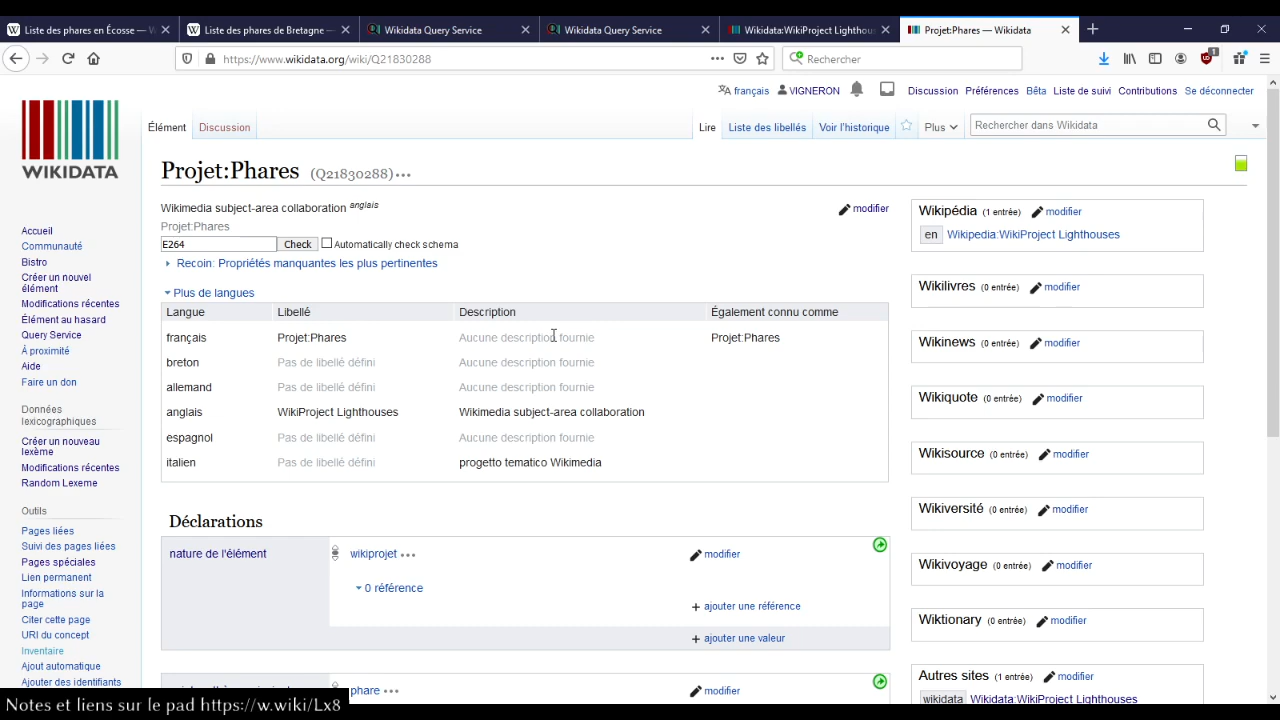 Liste des phares en Écosse — W
Liste des phares de Bretagne —
Wikidata Query Service
Wikidata Query Service
Wikidata:WikiProject Lighthou
Projet:Phares — Wikidata
https://www.wikidata.org/wiki/Q21830288
Rechercher
français VIGNERON Discussion Préférences Bêta Liste de suivi Contributions Se déconnecter
Élément Discussion Lire Liste des libellés Voir l'historique Plus Rechercher dans Wikidata
WIKIDATA
Accueil
Communauté
Bistro
Créer un nouvel
élément
Modifications récentes
Élément au hasard
Query Service
À proximité
Aide
Faire un don
Données
lexicographiques
Créer un nouveau
lexème
Modifications récentes
Random Lexeme
Outils
Pages liées
Suivi des pages liées
Pages spéciales
Lien permanent
Informations sur la
page
Citer cette page
URI du concept
Inventaire
Ajout automatique
Ajouter des identifiants
Projet:Phares (Q21830288)
Wikimedia subject-area collaboration anglais
modifier
Projet:Phares
E264 Check Automatically check schema
Recoin: Propriétés manquantes les plus pertinentes
Plus de langues
Langue Libellé Description Également connu comme
français Projet:Phares Aucune description fournie Projet:Phares
breton Pas de libellé défini Aucune description fournie
allemand Pas de libellé défini Aucune description fournie
anglais WikiProject Lighthouses Wikimedia subject-area collaboration
espagnol Pas de libellé défini Aucune description fournie
italien Pas de libellé défini progetto tematico Wikimedia
Déclarations
nature de l'élément wikiprojet modifier
0 référence
+ ajouter une référence
+ ajouter une valeur
phare modifier
Wikipédia (1 entrée) modifier
en Wikipedia:WikiProject Lighthouses
Wikilivres (0 entrée) modifier
Wikinews (0 entrée) modifier
Wikiquote (0 entrée) modifier
Wikisource (0 entrée) modifier
Wikiversité (0 entrée) modifier
Wikivoyage (0 entrée) modifier
Wiktionary (0 entrée) modifier
Autres sites (1 entrée) modifier
wikidata Wikidata:WikiProject Lighthouses
Notes et liens sur le pad https://w.wiki/Lx8